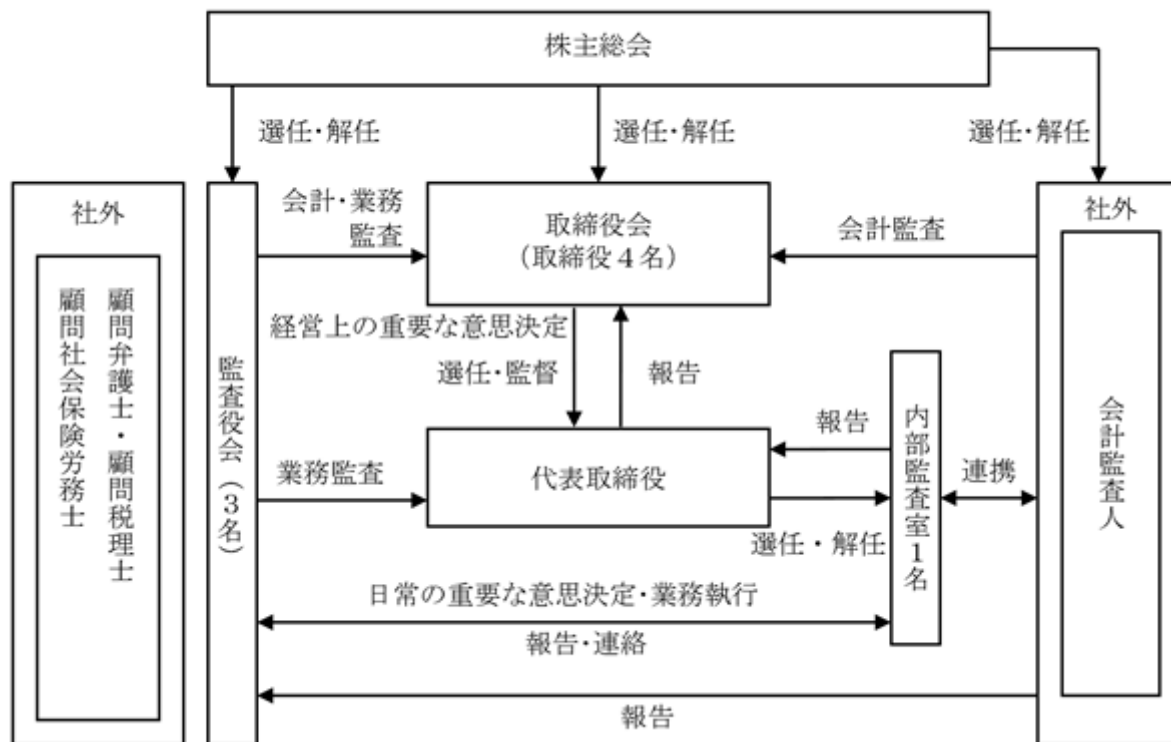 株主総会
選任・解任
選任・解任
選任・解任
社外
顧問弁護士・顧問税理士
顧問社会保険労務士
監査役会（３名）
会計・業務
監査
取締役会
（取締役４名）
会計監査
社外
会計監査人
経営上の重要な意思決定
選任・監督
報告
業務監査
代表取締役
報告
選任・解任
内部監査室１名
連携
日常の重要な意思決定・業務執行
報告・連絡
報告